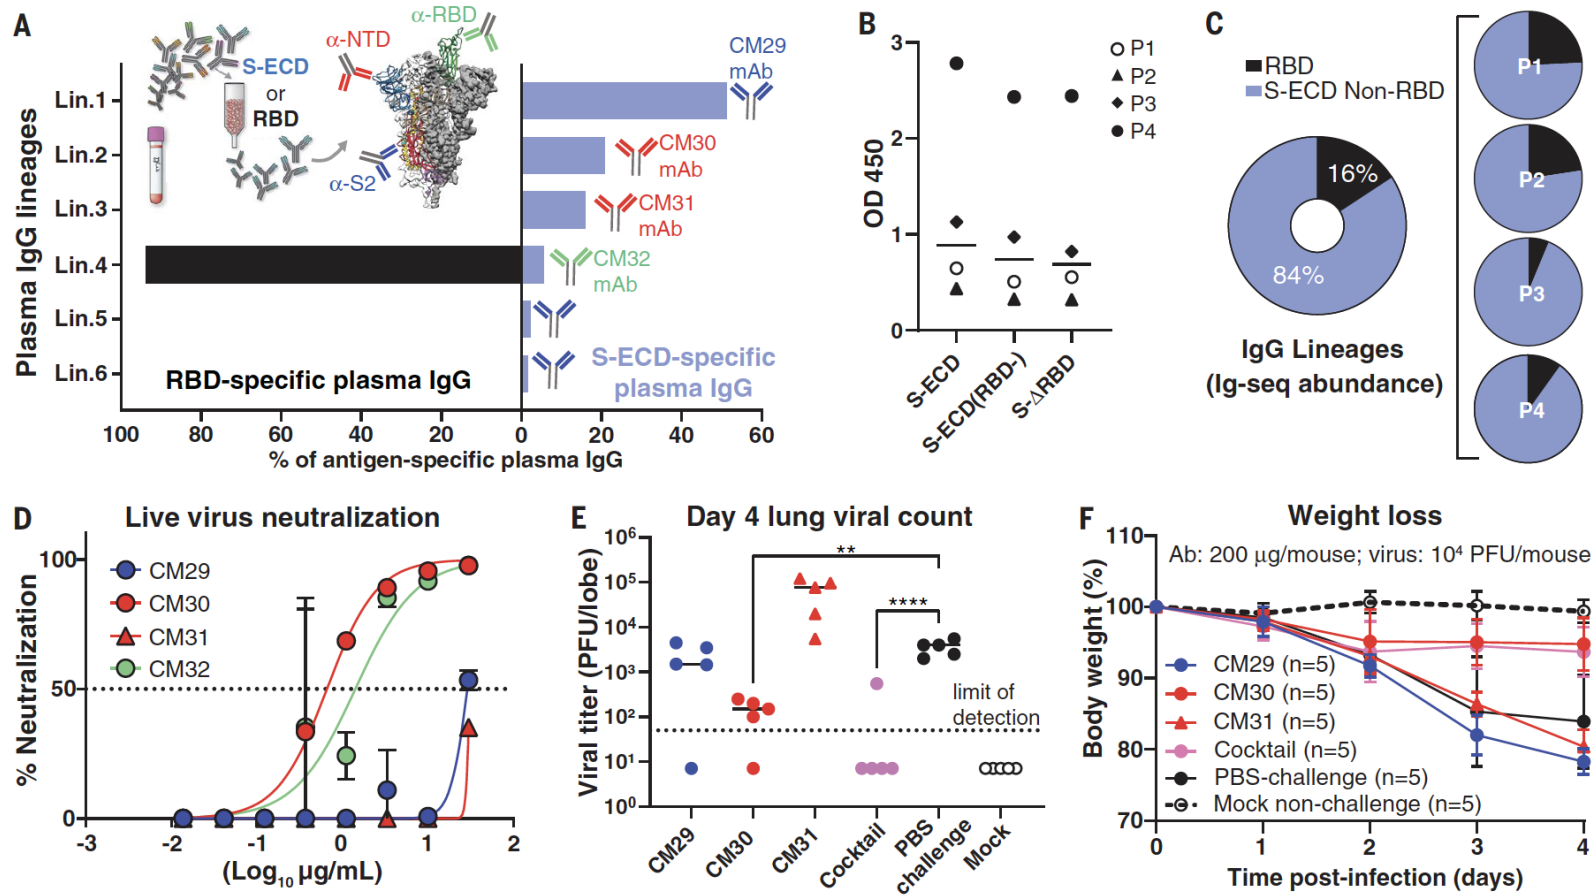 A
S-ECD
or
RBD
α-NTD
α-RBD
α-S2
Plasma IgG lineages
Lin.1
Lin.2
Lin.3
Lin.4
Lin.5
Lin.6
CM29
mAb
CM30
mAb
CM31
mAb
CM32
mAb
RBD-specific plasma IgG
S-ECD-specific
plasma IgG
100 80 60 40 20 0 20 40 60
% of antigen-specific plasma IgG
B
OD 450
3
2
1
0
P1
P2
P3
P4
S-ECD
S-ECD(RBD-)
S-ΔRBD
C
RBD
S-ECD Non-RBD
16%
84%
IgG Lineages
(Ig-seq abundance)
P1
P2
P3
P4
D
Live virus neutralization
% Neutralization
100
50
0
CM29
CM30
CM31
CM32
-3 -2 -1 0 1 2
(Log10 μg/mL)
E
Day 4 lung viral count
Viral titer (PFU/lobe)
10⁶
10⁵
10⁴
10³
10²
10¹
10⁰
**
****
limit of
detection
CM29
CM30
CM31
Cocktail
PBS
challenge
Mock
F
Weight loss
Ab: 200 μg/mouse; virus: 10⁴ PFU/mouse
Body weight (%)
110
100
90
80
70
CM29 (n=5)
CM30 (n=5)
CM31 (n=5)
Cocktail (n=5)
PBS-challenge (n=5)
Mock non-challenge (n=5)
0 1 2 3 4
Time post-infection (days)